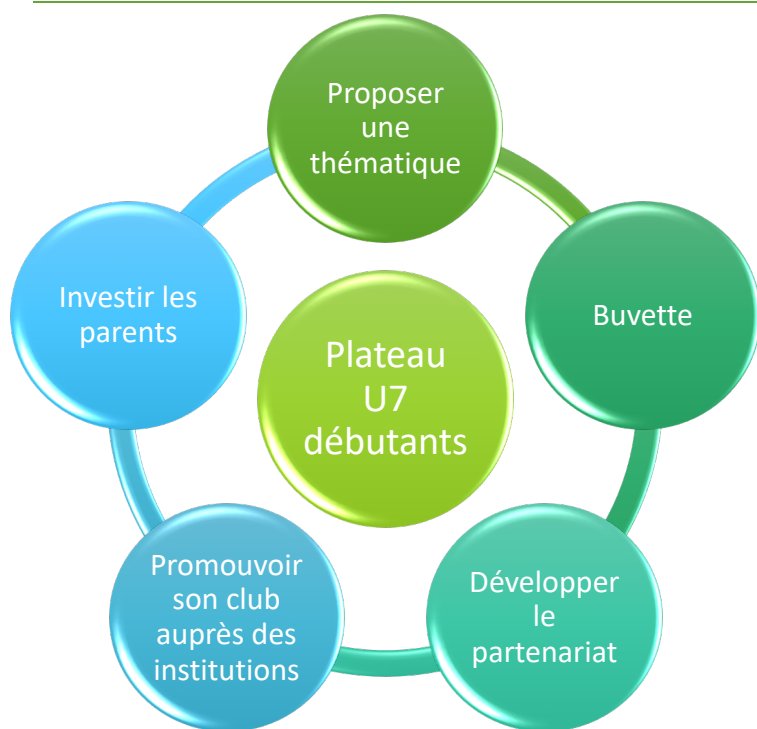 Proposer
une
thématique
Investir les
parents
Buvette
Plateau
U7
débutants
Promouvoir
son club
auprès des
institutions
Développer
le
partenariat